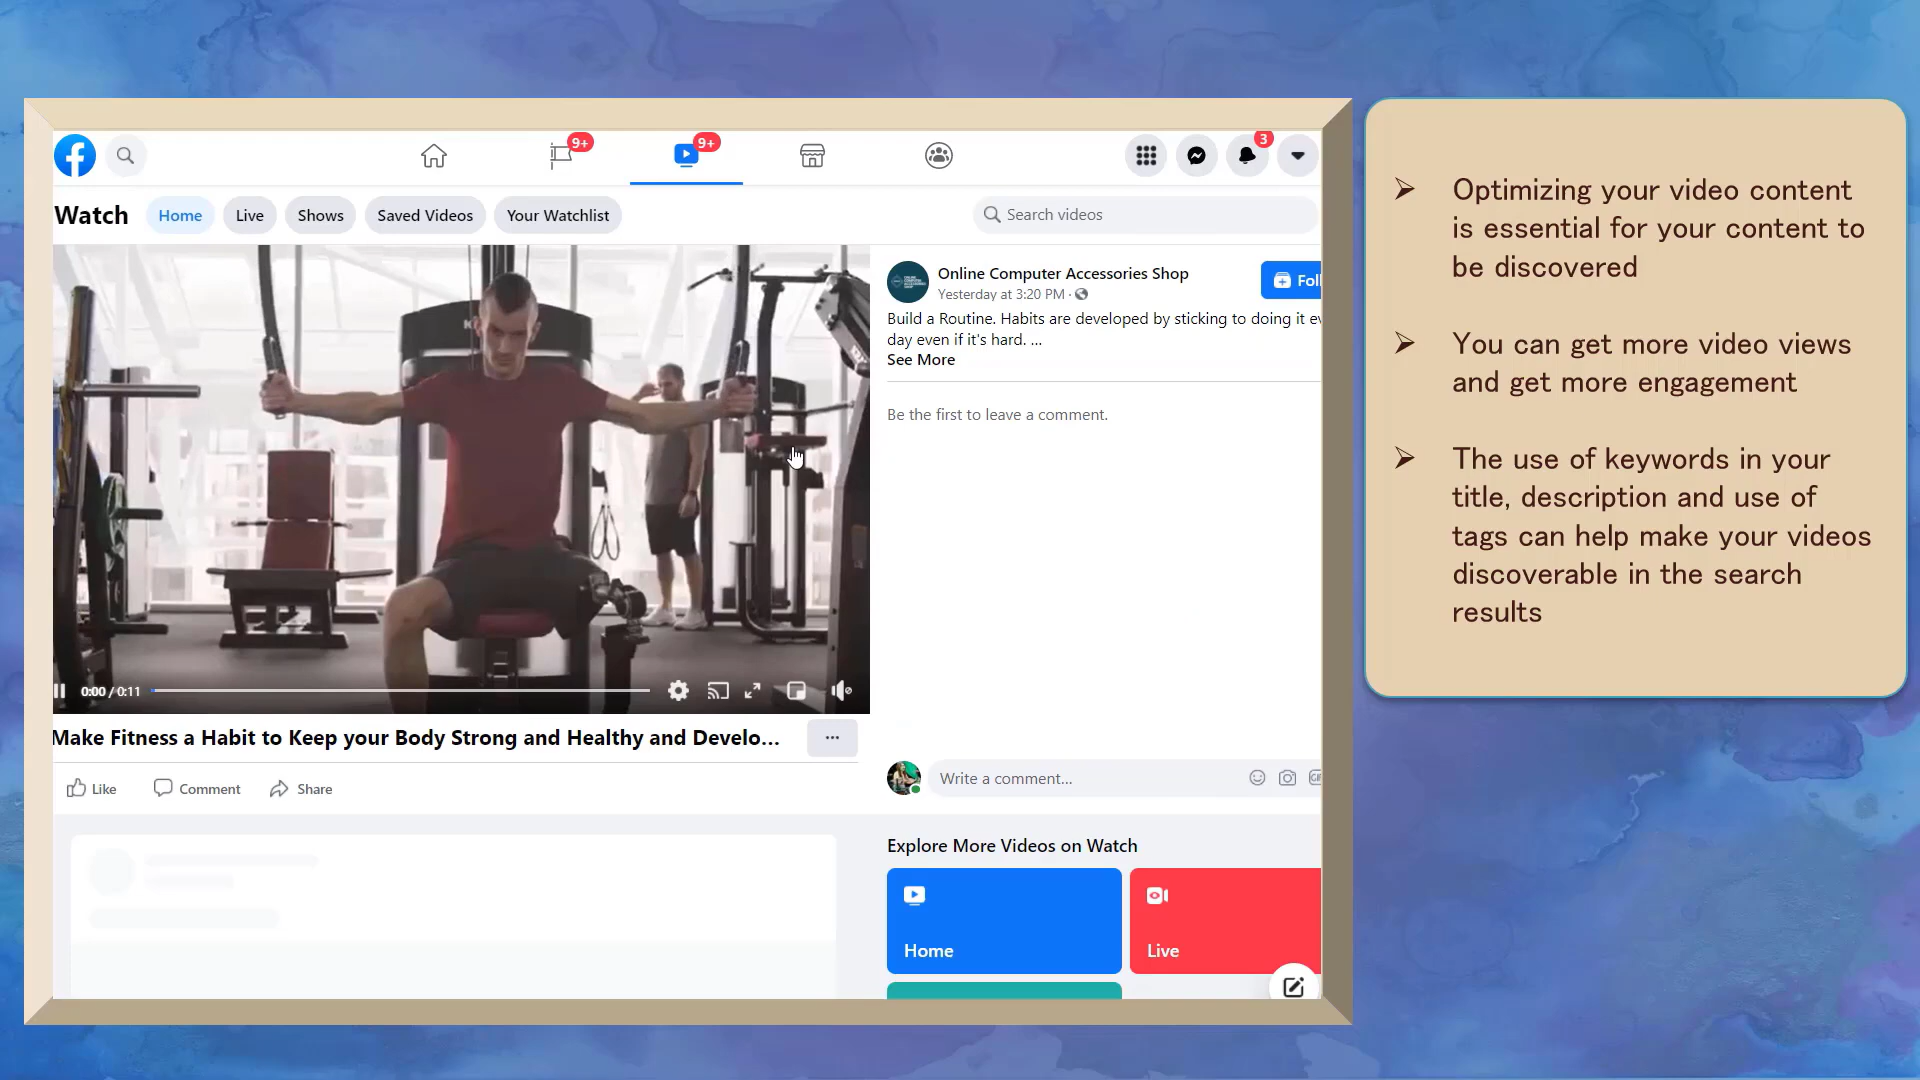 9+
9+
3
Watch
Home
Live
Shows
Saved Videos
Your Watchlist
Search videos
Online Computer Accessories Shop
Yesterday at 3:20 PM ·
Foll
Build a Routine. Habits are developed by sticking to doing it ev
day even if it's hard. ...
See More
Be the first to leave a comment.
0:00 / 0:11
Make Fitness a Habit to Keep your Body Strong and Healthy and Develo...
Like
Comment
Share
Write a comment...
Explore More Videos on Watch
Home
Live
➢ Optimizing your video content
is essential for your content to
be discovered
➢ You can get more video views
and get more engagement
➢ The use of keywords in your
title, description and use of
tags can help make your videos
discoverable in the search
results